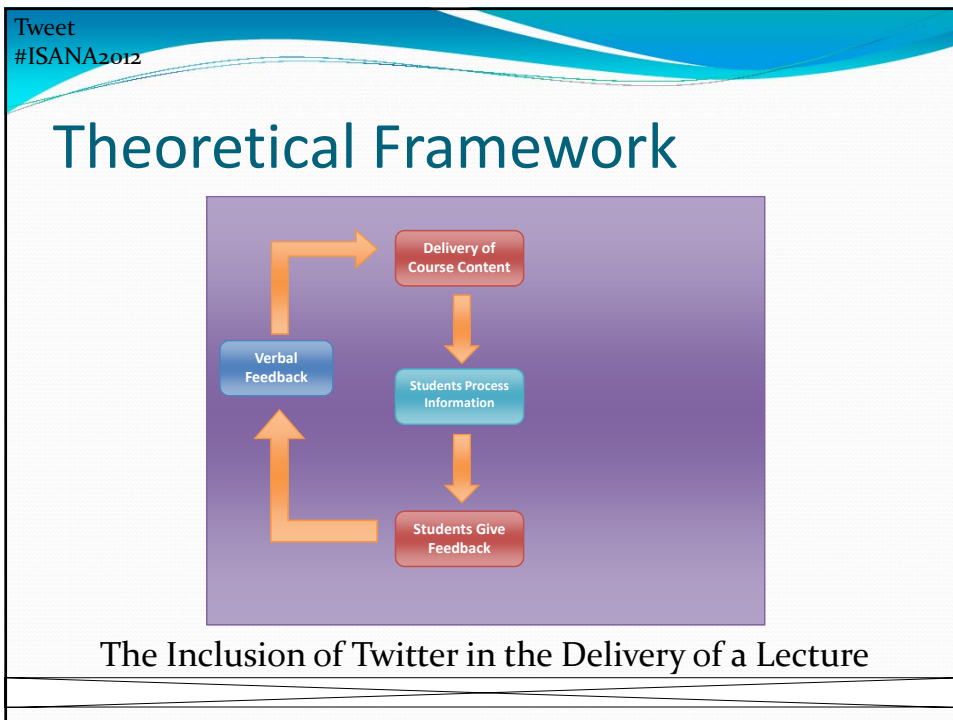 Tweet
#ISANA2012
Theoretical Framework
Delivery of
Course Content
Verbal
Feedback
Students Process
Information
Students Give
Feedback
The Inclusion of Twitter in the Delivery of a Lecture